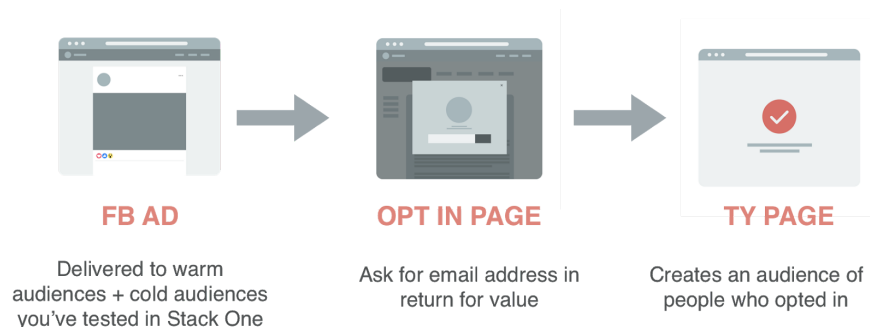 FB AD
Delivered to warm
audiences + cold audiences
you've tested in Stack One
OPT IN PAGE
Ask for email address in
return for value
TY PAGE
Creates an audience of
people who opted in